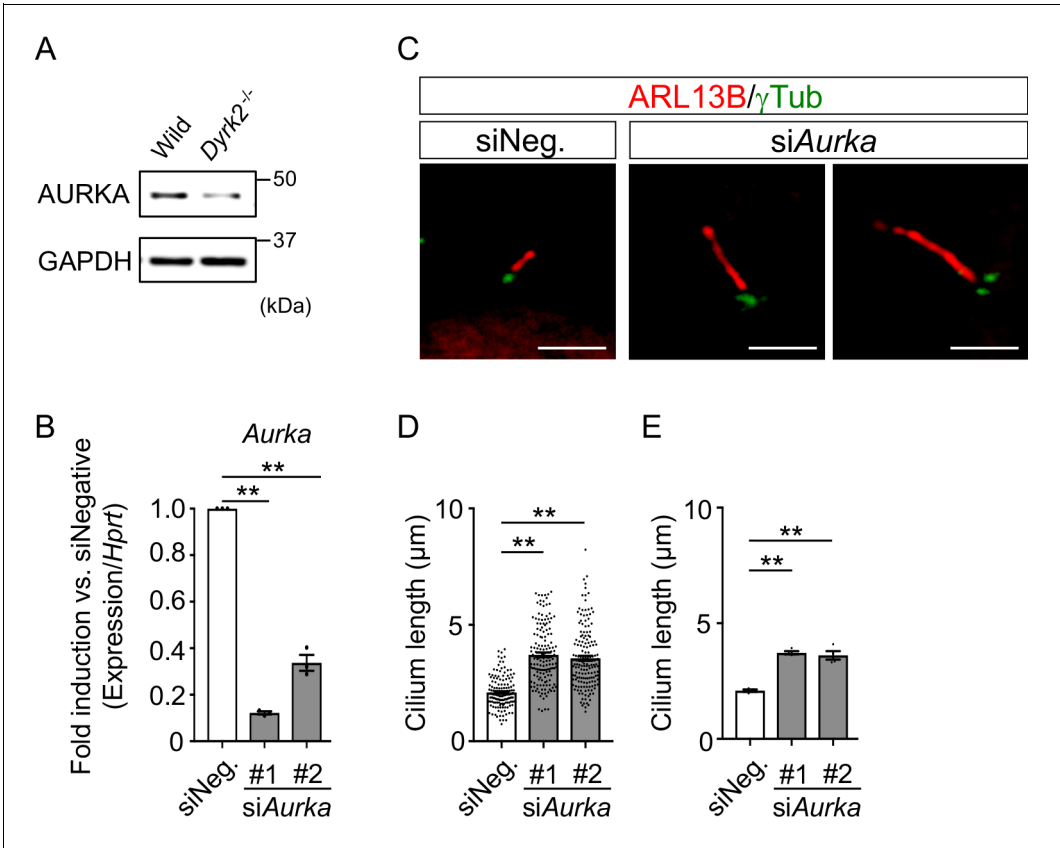 A
Wild
Dyrk2-/-
AURKA
50
GAPDH
37
(kDa)
C
ARL13B/γTub
siNeg.
siAurka
B
Aurka
**
**
Fold induction vs. siNegative
(Expression/Hprt)
1.0
0.8
0.6
0.4
0.2
0
siNeg.
#1
#2
siAurka
D
**
**
Cilium length (μm)
10
5
0
siNeg.
#1
#2
siAurka
E
**
**
Cilium length (μm)
10
5
0
siNeg.
#1
#2
siAurka